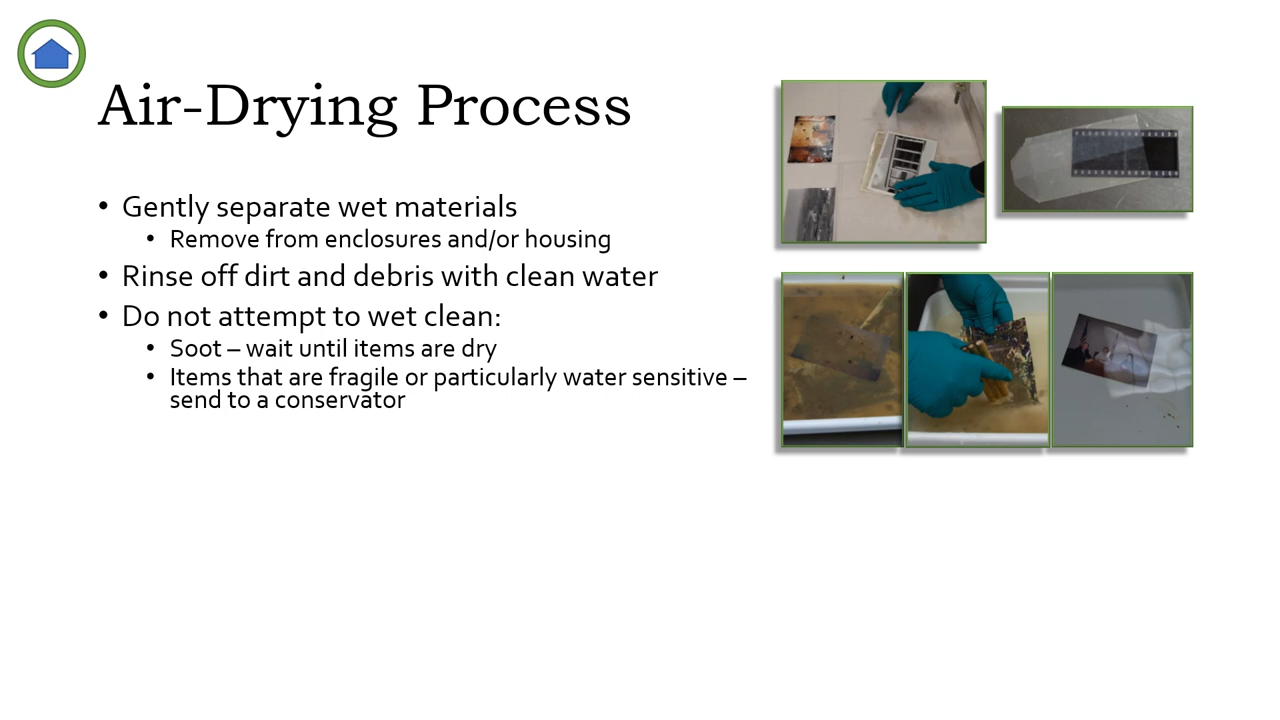 Air-Drying Process
• Gently separate wet materials
• Remove from enclosures and/or housing
• Rinse off dirt and debris with clean water
• Do not attempt to wet clean:
• Soot – wait until items are dry
• Items that are fragile or particularly water sensitive –
send to a conservator